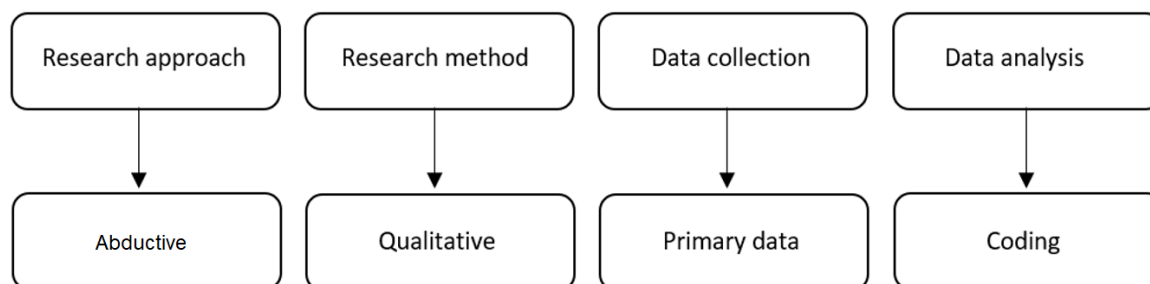 Research approach
Research method
Data collection
Data analysis
Abductive
Qualitative
Primary data
Coding